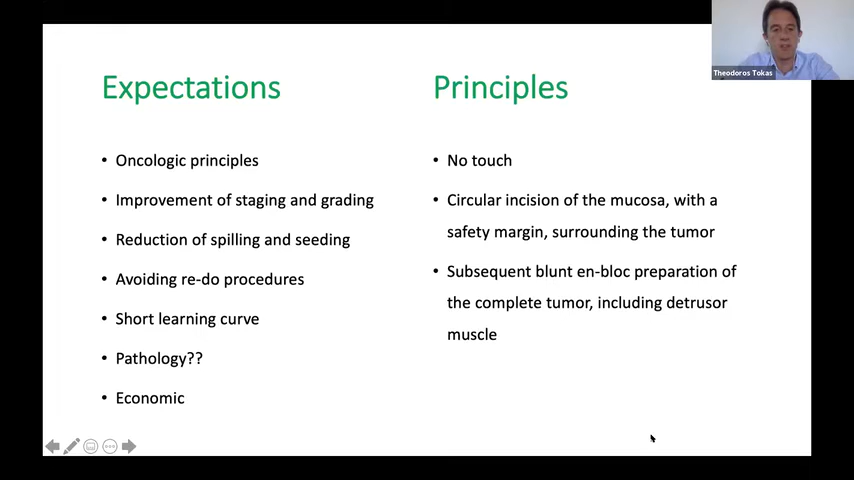 Theodoros Tokas
Expectations
• Oncologic principles
• Improvement of staging and grading
• Reduction of spilling and seeding
• Avoiding re-do procedures
• Short learning curve
• Pathology??
• Economic
Principles
• No touch
• Circular incision of the mucosa, with a
safety margin, surrounding the tumor
• Subsequent blunt en-bloc preparation of
the complete tumor, including detrusor
muscle